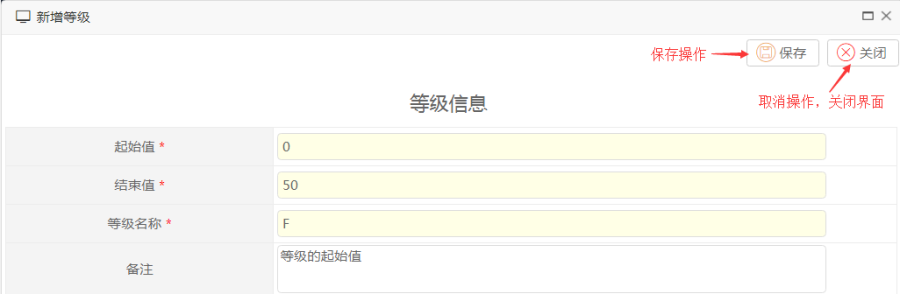 新增等级
保存操作 保存 关闭
取消操作，关闭界面
等级信息
起始值 * 0
结束值 * 50
等级名称 * F
备注 等级的起始值